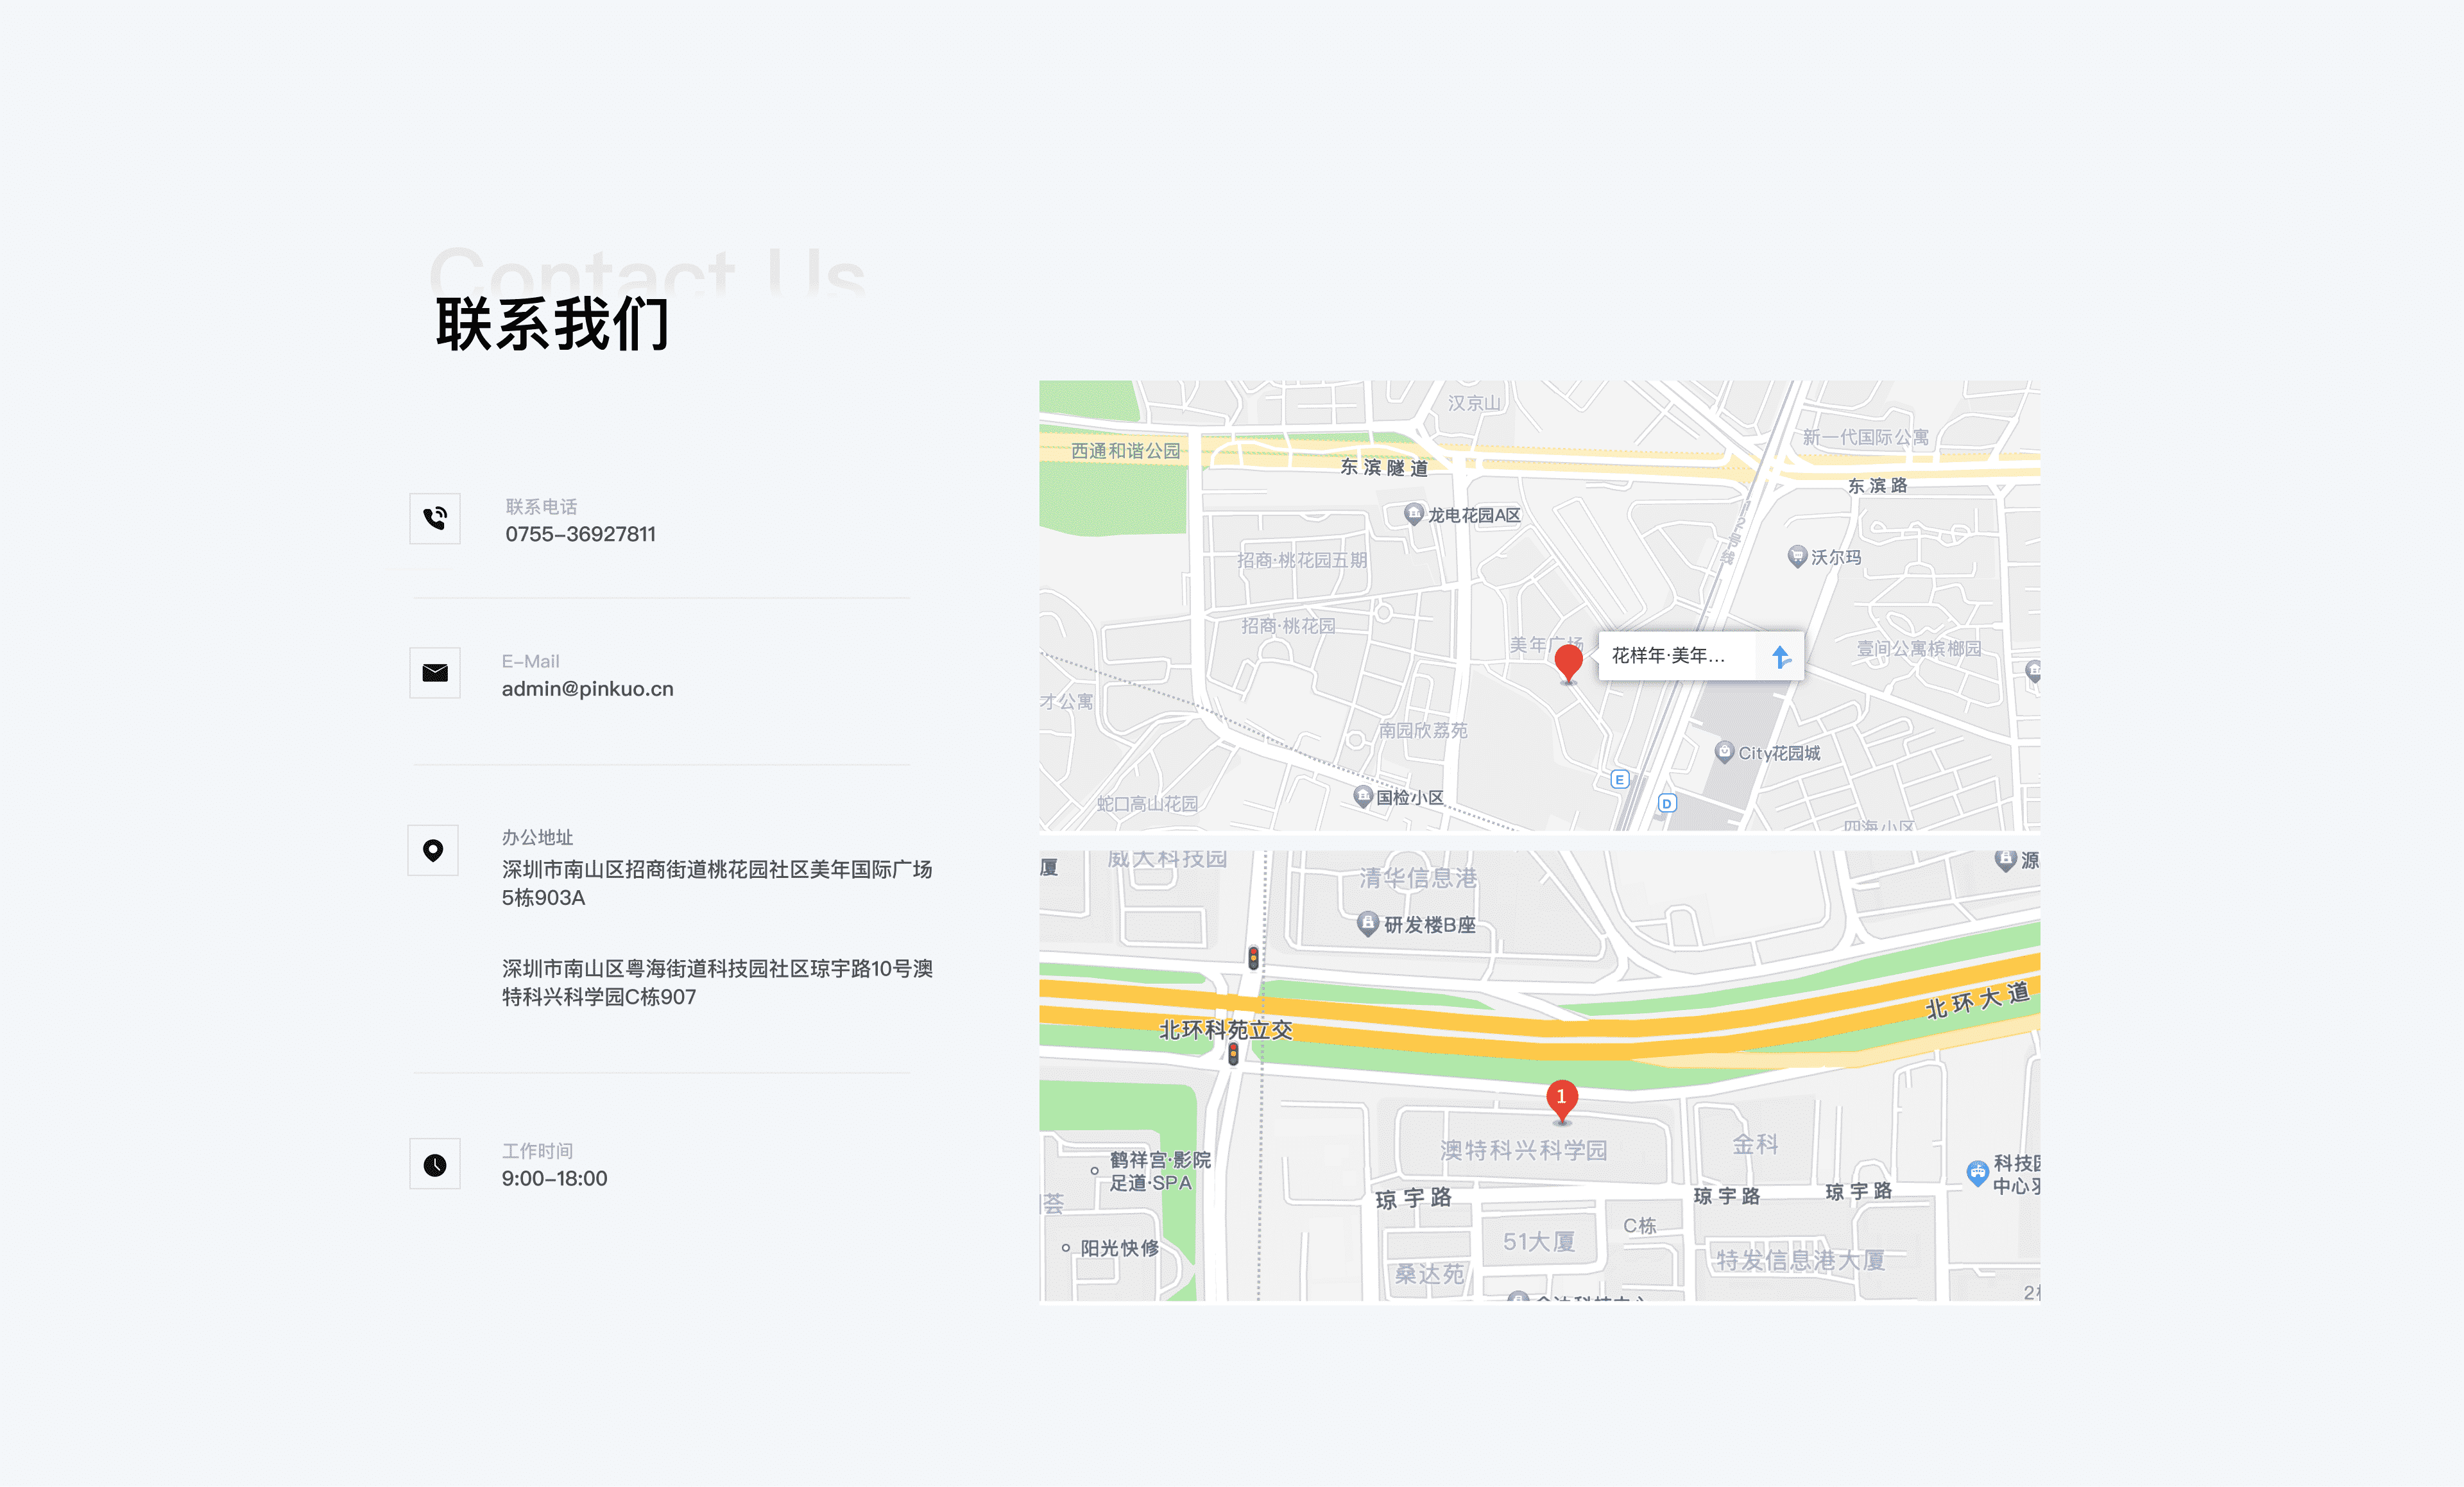 Contact Us
联系我们
联系电话
0755-36927811
E-Mail
admin@pinkuo.cn
办公地址
深圳市南山区招商街道桃花园社区美年国际广场
5栋903A
深圳市南山区粤海街道科技园社区琼宇路10号澳
特科兴科学园C栋907
工作时间
9:00-18:00
汉京山
新一代国际公寓
西通和谐公园
东滨隧道
东滨路
龙电花园A区
12号线
沃尔玛
招商·桃花园五期
招商·桃花园
美年广场
花样年·美年...
壹间公寓槟榔园
才公寓
南园欣荔苑
City花园城
E
D
国检小区
蛇口高山花园
四海小区
厦
威大科技园
清华信息港
源
研发楼B座
北环大道
北环科苑立交
1
澳特科兴科学园
金科
鹤祥宫·影院
足道·SPA
科技
中心
琼宇路
琼宇路
琼宇路
荟
C栋
51大厦
阳光快修
特发信息港大厦
桑达苑
2